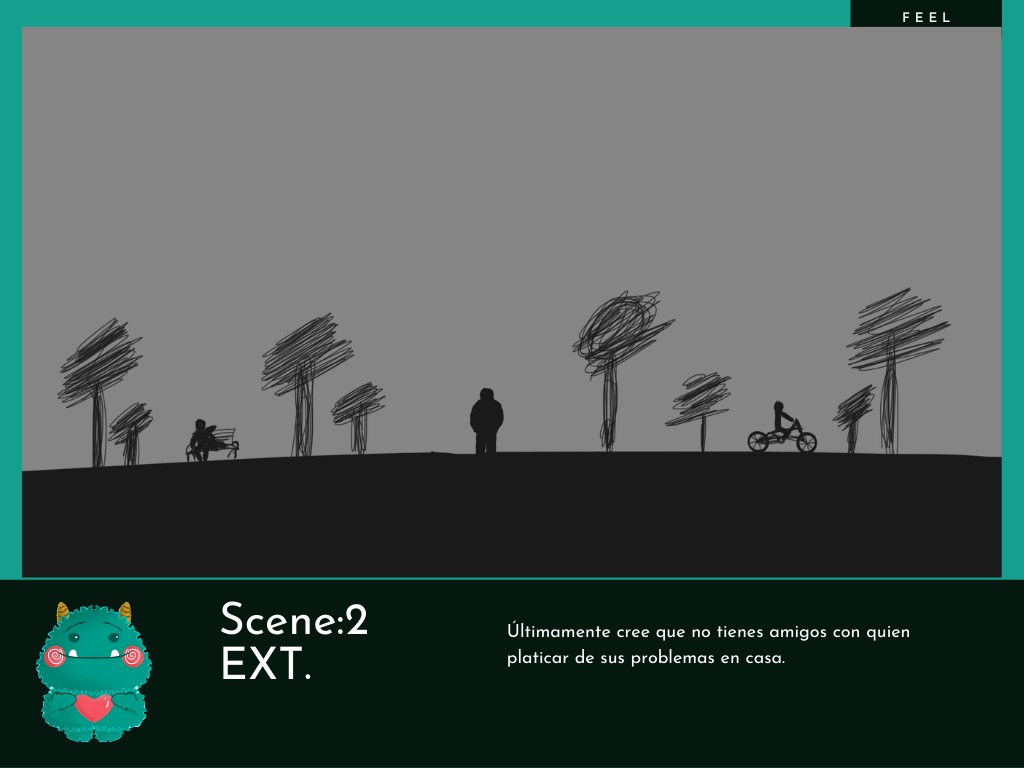 FEEL
Scene:2
EXT.
Últimamente cree que no tienes amigos con quien
platicar de sus problemas en casa.